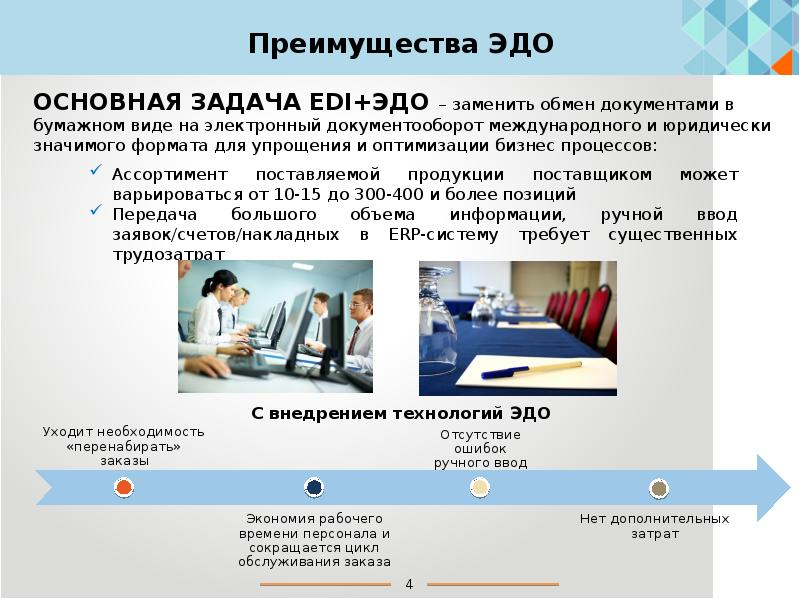 Преимущества ЭДО
ОСНОВНАЯ ЗАДАЧА EDI+ЭДО – заменить обмен документами в
бумажном виде на электронный документооборот международного и юридически
значимого формата для упрощения и оптимизации бизнес процессов:
Ассортимент поставляемой продукции поставщиком может
варьироваться от 10-15 до 300-400 и более позиций
Передача большого объема информации, ручной ввод
заявок/счетов/накладных в ERP-систему требует существенных
трудозатрат
С внедрением технологий ЭДО
Уходит необходимость
«перенабирать»
заказы
Экономия рабочего
времени персонала и
сокращается цикл
обслуживания заказа
Отсутствие
ошибок
ручного ввод
Нет дополнительных
затрат
4